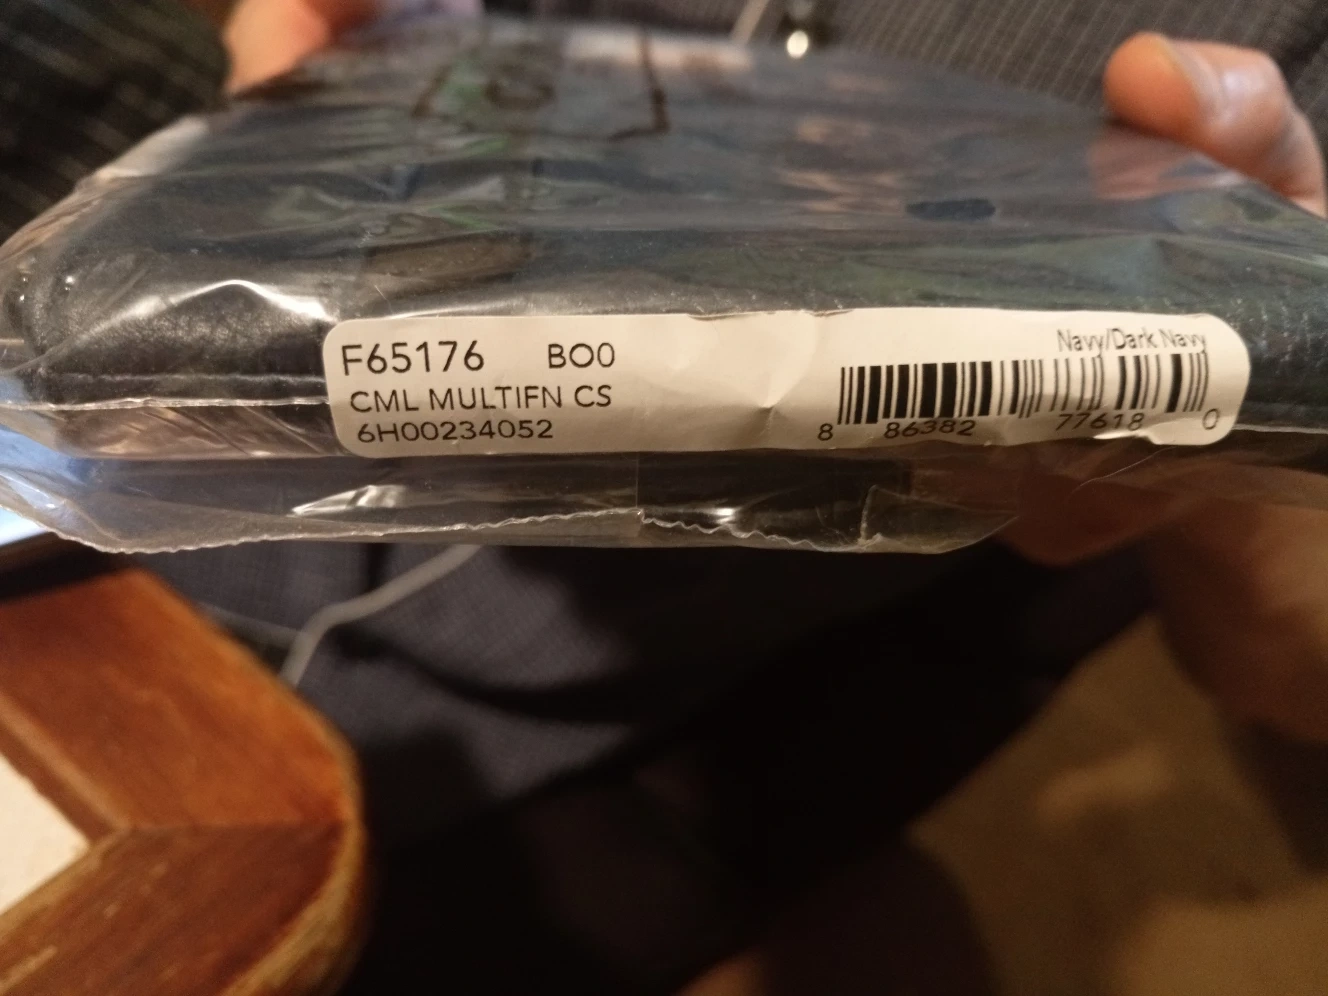 F65176 BO0
CML MULTIFN CS
6H00234052
Navy/Dark Navy
8 86382 77618 0